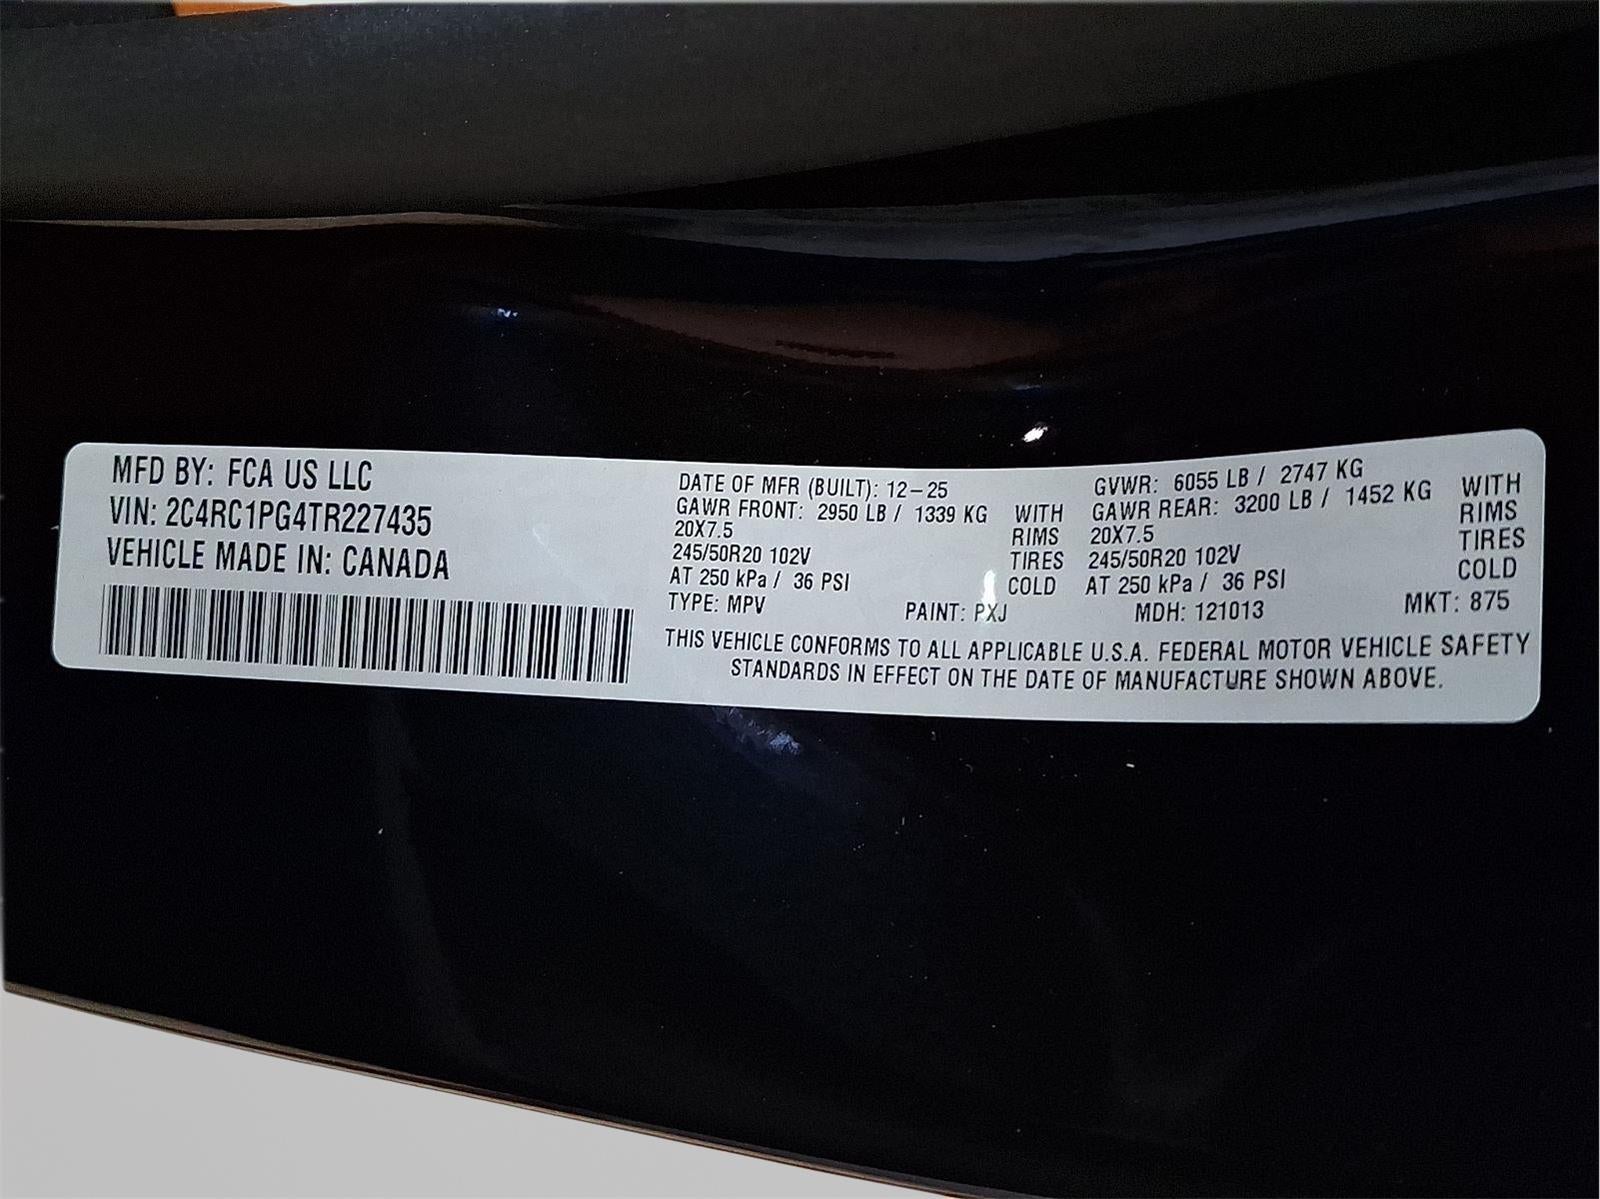 MFD BY: FCA US LLC
VIN: 2C4RC1PG4TR227435
VEHICLE MADE IN: CANADA
DATE OF MFR (BUILT): 12-25
GAWR FRONT: 2950 LB / 1339 KG WITH
20X7.5 RIMS
245/50R20 102V TIRES
AT 250 kPa / 36 PSI COLD
GVWR: 6055 LB / 2747 KG
GAWR REAR: 3200 LB / 1452 KG WITH
20X7.5 RIMS
245/50R20 102V TIRES
AT 250 kPa / 36 PSI COLD
TYPE: MPV PAINT: PXJ MDH: 121013 MKT: 875
THIS VEHICLE CONFORMS TO ALL APPLICABLE U.S.A. FEDERAL MOTOR VEHICLE SAFETY
STANDARDS IN EFFECT ON THE DATE OF MANUFACTURE SHOWN ABOVE.